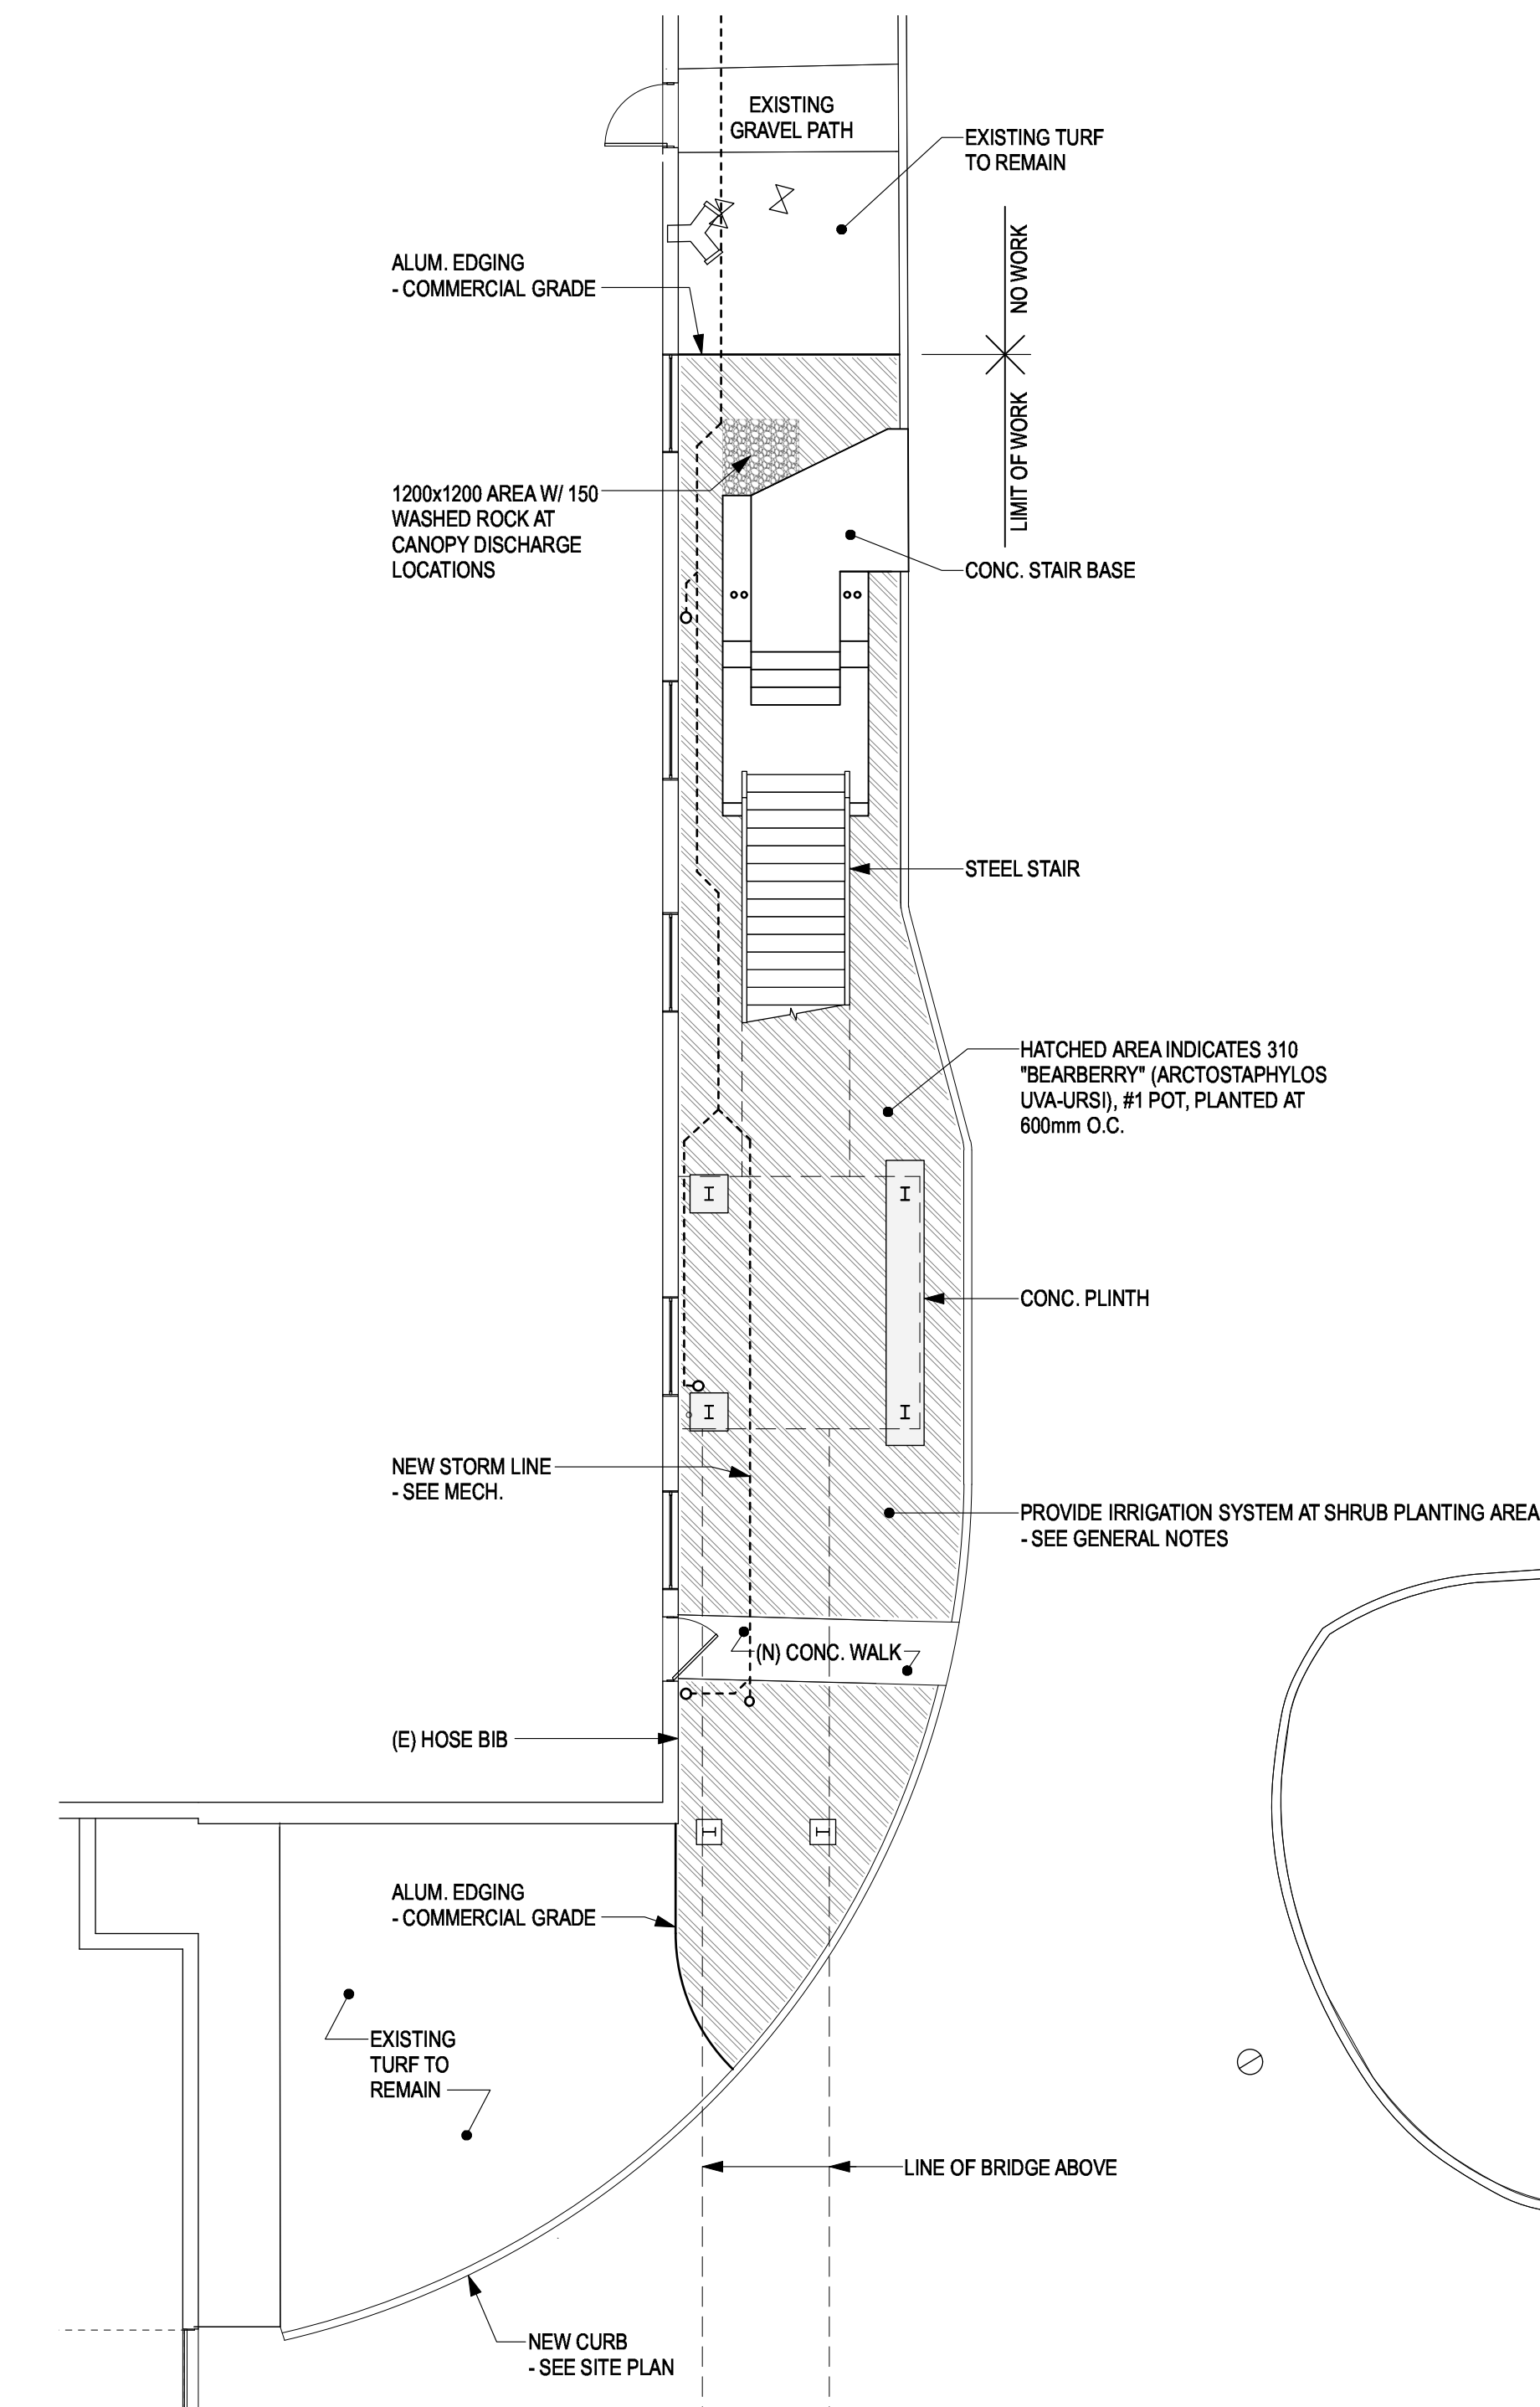 EXISTING
GRAVEL PATH
EXISTING TURF
TO REMAIN
NO WORK
LIMIT OF WORK
ALUM. EDGING
- COMMERCIAL GRADE
1200x1200 AREA W/ 150
WASHED ROCK AT
CANOPY DISCHARGE
LOCATIONS
CONC. STAIR BASE
STEEL STAIR
HATCHED AREA INDICATES 310
"BEARBERRY" (ARCTOSTAPHYLOS
UVA-URSI), #1 POT, PLANTED AT
600mm O.C.
CONC. PLINTH
NEW STORM LINE
- SEE MECH.
PROVIDE IRRIGATION SYSTEM AT SHRUB PLANTING AREA
- SEE GENERAL NOTES
(N) CONC. WALK
(E) HOSE BIB
ALUM. EDGING
- COMMERCIAL GRADE
EXISTING
TURF TO
REMAIN
LINE OF BRIDGE ABOVE
NEW CURB
- SEE SITE PLAN